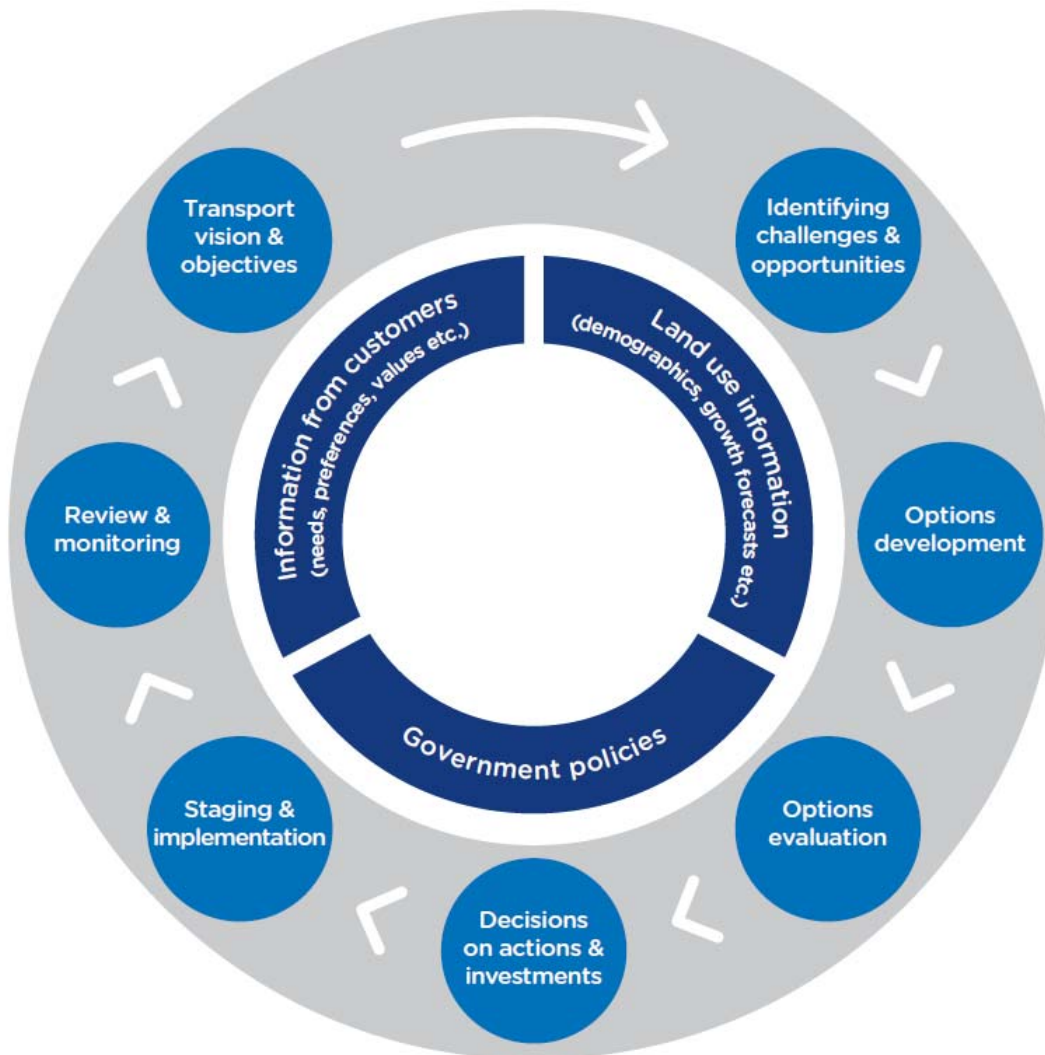 Transport
vision &
objectives
Identifying
challenges &
opportunities
Information from customers
(needs, preferences, values etc.)
Land use information
(demographics, growth forecasts etc.)
Review &
monitoring
Options
development
Government policies
Staging &
implementation
Options
evaluation
Decisions
on actions &
investments